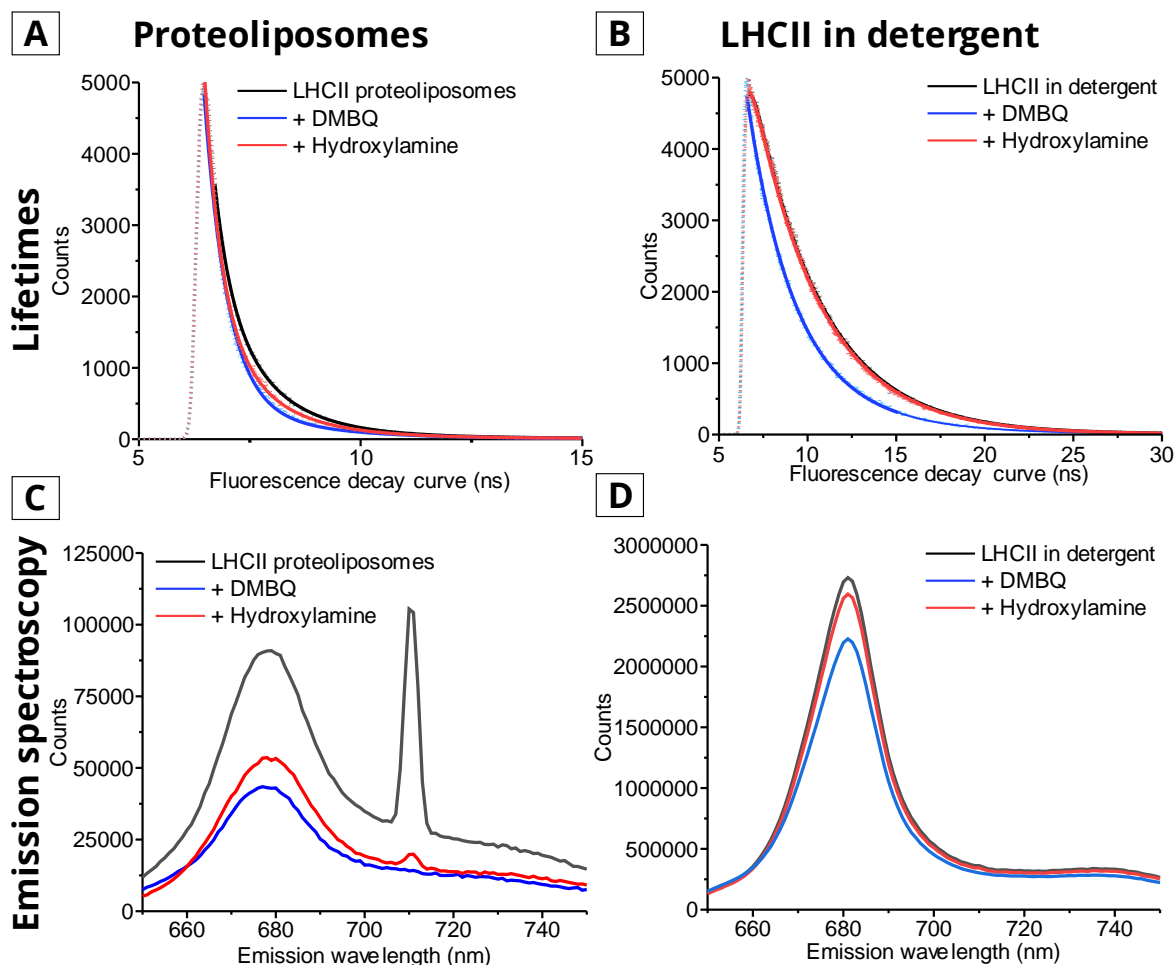 A Proteoliposomes
B LHCII in detergent
Lifetimes
Counts
5000
4000
3000
2000
1000
0
LHCII proteoliposomes
+ DMBQ
+ Hydroxylamine
5 10 15
Fluorescence decay curve (ns)
Counts
5000
4000
3000
2000
1000
0
LHCII in detergent
+ DMBQ
+ Hydroxylamine
5 10 15 20 25 30
Fluorescence decay curve (ns)
C
D
Emission spectroscopy
Counts
125000
100000
75000
50000
25000
0
LHCII proteoliposomes
+ DMBQ
+ Hydroxylamine
660 680 700 720 740
Emission wavelength (nm)
Counts
3000000
2500000
2000000
1500000
1000000
500000
0
LHCII in detergent
+ DMBQ
+ Hydroxylamine
660 680 700 720 740
Emission wavelength (nm)